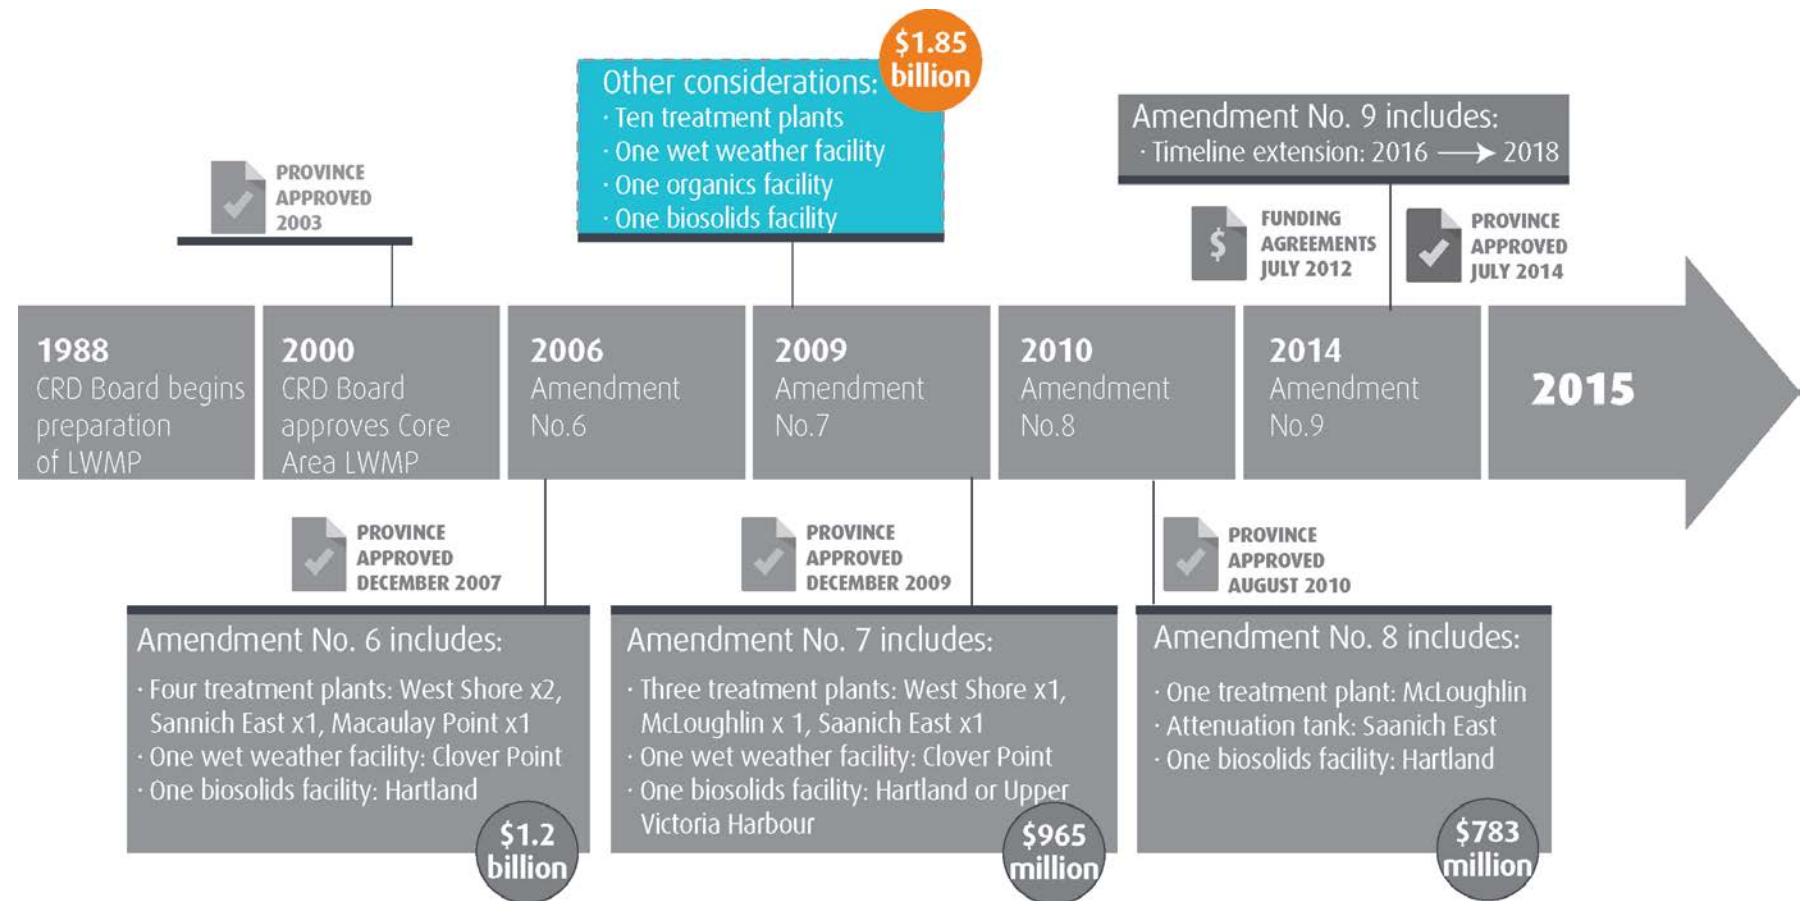 $1.85
billion
Other considerations:
· Ten treatment plants
· One wet weather facility
· One organics facility
· One biosolids facility
Amendment No. 9 includes:
· Timeline extension: 2016 → 2018
PROVINCE
APPROVED
2003
$
FUNDING
AGREEMENTS
JULY 2012
PROVINCE
APPROVED
JULY 2014
1988
CRD Board begins
preparation
of LWMP
2000
CRD Board
approves Core
Area LWMP
2006
Amendment
No.6
2009
Amendment
No.7
2010
Amendment
No.8
2014
Amendment
No.9
2015
PROVINCE
APPROVED
DECEMBER 2007
PROVINCE
APPROVED
DECEMBER 2009
PROVINCE
APPROVED
AUGUST 2010
Amendment No. 6 includes:
· Four treatment plants: West Shore x2,
Sannich East x1, Macaulay Point x1
· One wet weather facility: Clover Point
· One biosolids facility: Hartland
$1.2
billion
Amendment No. 7 includes:
· Three treatment plants: West Shore x1,
McLoughlin x 1, Saanich East x1
· One wet weather facility: Clover Point
· One biosolids facility: Hartland or Upper
Victoria Harbour
$965
million
Amendment No. 8 includes:
· One treatment plant: McLoughlin
· Attenuation tank: Saanich East
· One biosolids facility: Hartland
$783
million